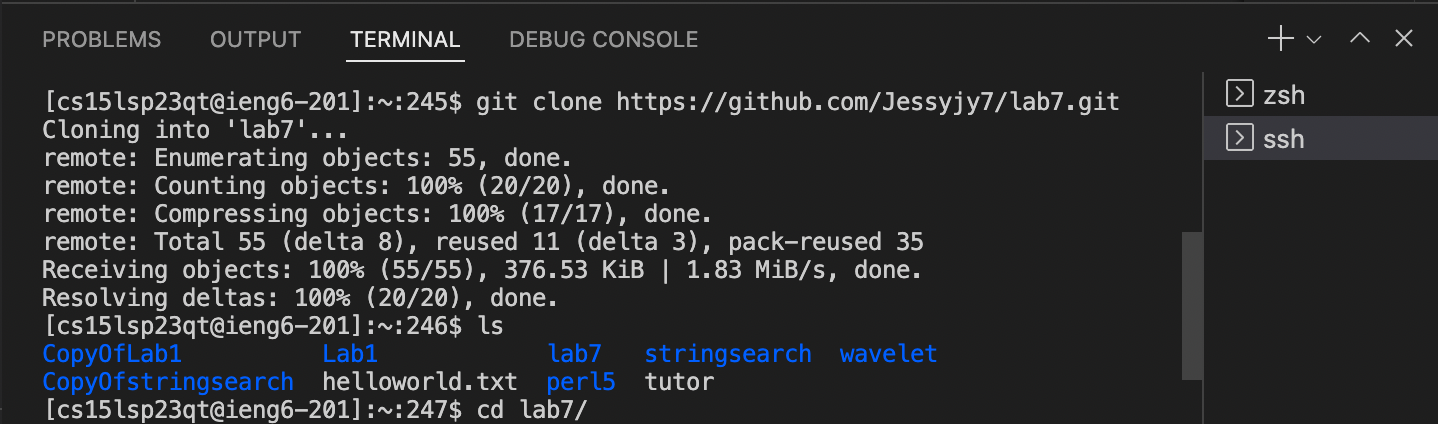 PROBLEMS OUTPUT TERMINAL DEBUG CONSOLE
[cs15lsp23qt@ieng6-201]:~:245$ git clone https://github.com/Jessyjy7/lab7.git
Cloning into 'lab7'...
remote: Enumerating objects: 55, done.
remote: Counting objects: 100% (20/20), done.
remote: Compressing objects: 100% (17/17), done.
remote: Total 55 (delta 8), reused 11 (delta 3), pack-reused 35
Receiving objects: 100% (55/55), 376.53 KiB | 1.83 MiB/s, done.
Resolving deltas: 100% (20/20), done.
[cs15lsp23qt@ieng6-201]:~:246$ ls
CopyOfLab1 Lab1 lab7 stringsearch wavelet
CopyOfstringsearch helloworld.txt perl5 tutor
[cs15lsp23qt@ieng6-201]:~:247$ cd lab7/
zsh
ssh